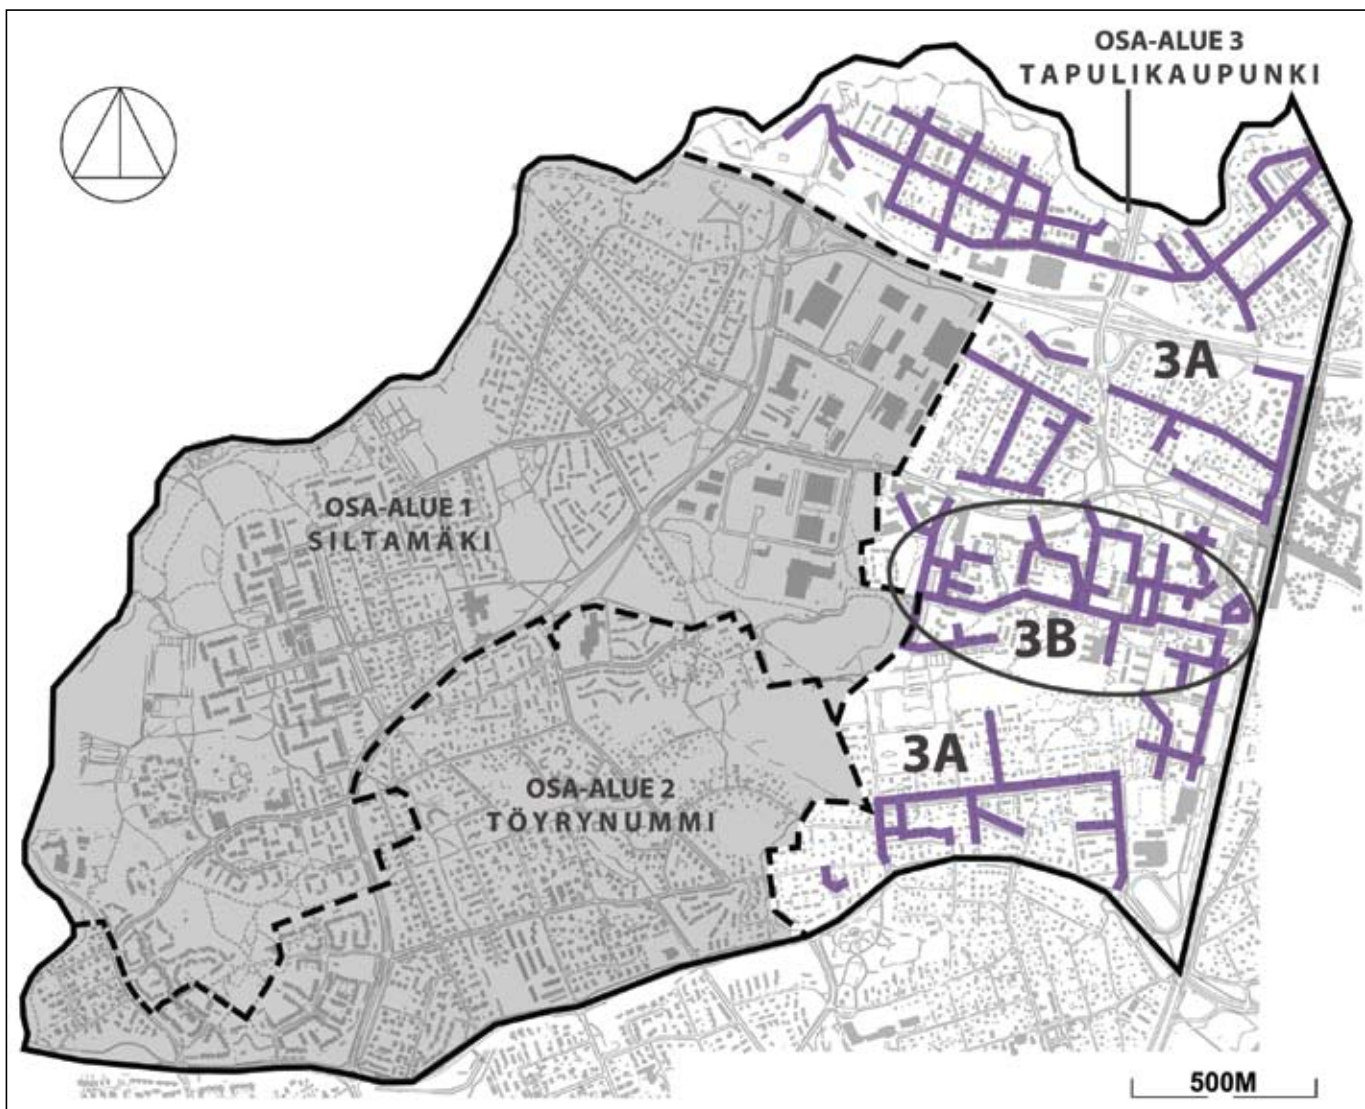 OSA-ALUE 3
TAPULIKAUPUNKI
3A
OSA-ALUE 1
SILTAMÄKI
3B
3A
OSA-ALUE 2
TÖYRYNUMMI
500M